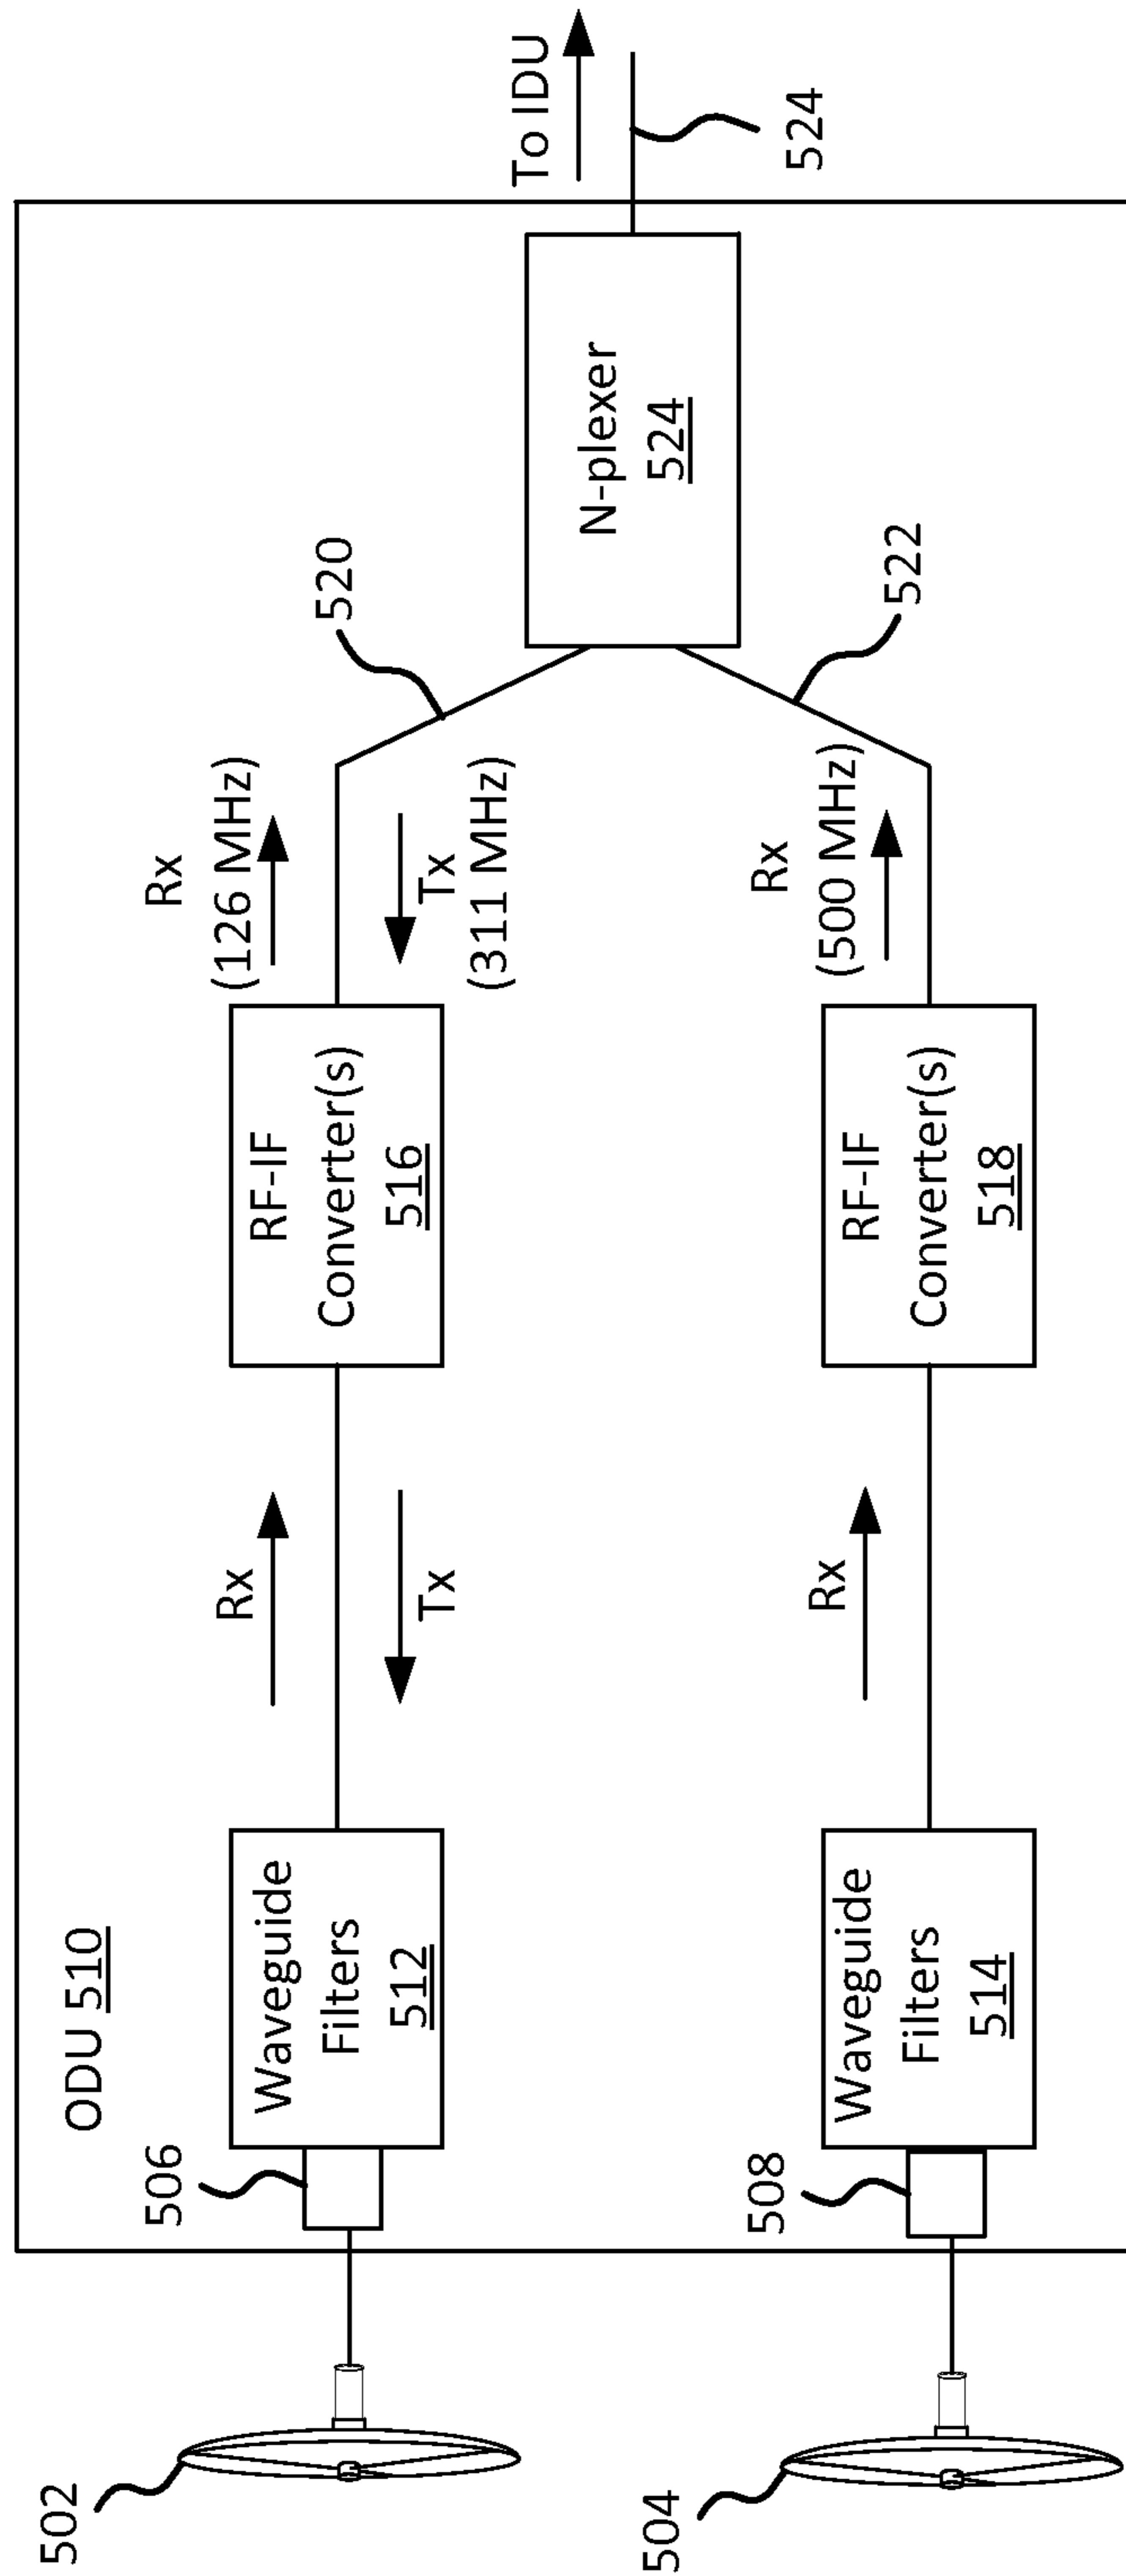 ODU 510
502
506
Waveguide
Filters
512
Rx
Tx
RF-IF
Converter(s)
516
Rx
(126 MHz)
Tx
(311 MHz)
520
N-plexer
524
To IDU
524
504
508
Waveguide
Filters
514
Rx
RF-IF
Converter(s)
518
Rx
(500 MHz)
522